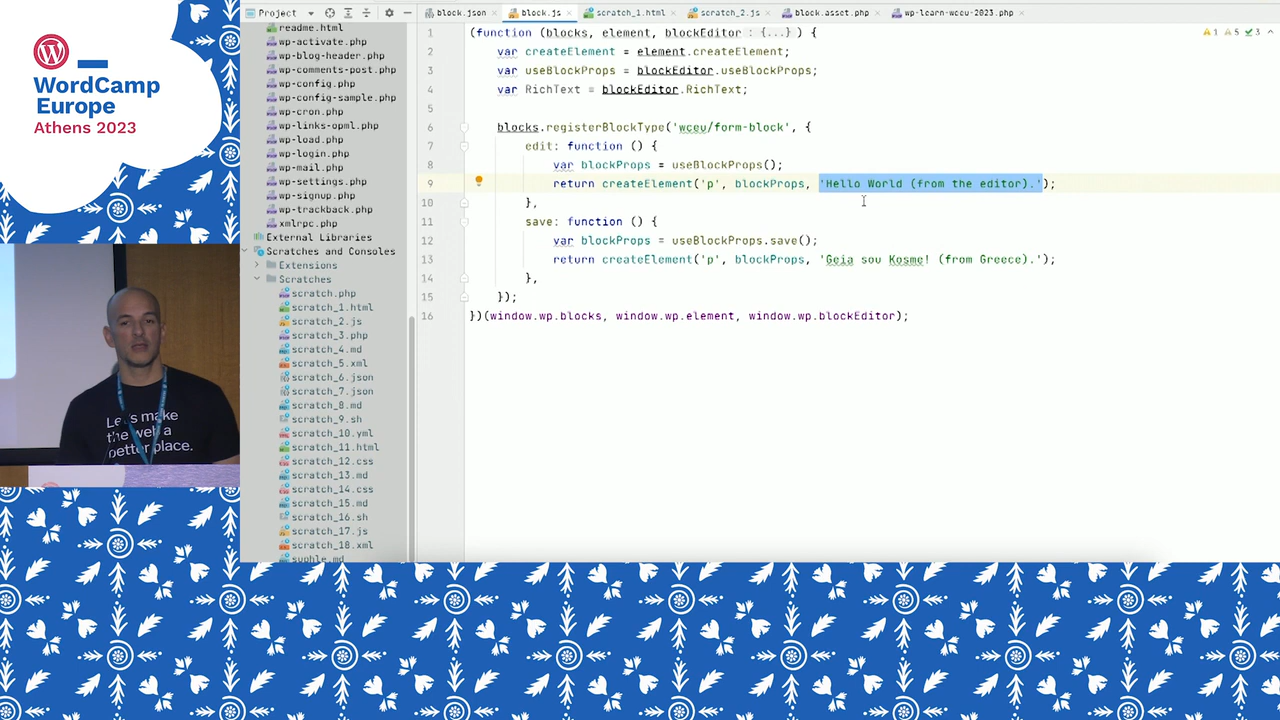 WordCamp
Europe
Athens 2023
Let's make
the web a
better place.
Project
readme.html
wp-activate.php
wp-blog-header.php
wp-comments-post.php
wp-config.php
wp-config-sample.php
wp-cron.php
wp-links-opml.php
wp-load.php
wp-login.php
wp-mail.php
wp-settings.php
wp-signup.php
wp-trackback.php
xmlrpc.php
External Libraries
Scratches and Consoles
Extensions
Scratches
scratch.php
scratch_1.html
scratch_2.js
scratch_3.php
scratch_4.md
scratch_5.xml
scratch_6.json
scratch_7.json
scratch_8.md
scratch_9.sh
scratch_10.yml
scratch_11.html
scratch_12.css
scratch_13.md
scratch_14.css
scratch_15.md
scratch_16.sh
scratch_17.js
scratch_18.xml
block.json block.js scratch_1.html scratch_2.js block.asset.php wp-learn-wceu-2023.php
1 (function (blocks, element, blockEditor : {...} ) {
2 var createElement = element.createElement;
3 var useBlockProps = blockEditor.useBlockProps;
4 var RichText = blockEditor.RichText;
5
6 blocks.registerBlockType('wceu/form-block', {
7 edit: function () {
8 var blockProps = useBlockProps();
9 return createElement('p', blockProps, 'Hello World (from the editor).');
10 },
11 save: function () {
12 var blockProps = useBlockProps.save();
13 return createElement('p', blockProps, 'Geia sou Kosme! (from Greece).');
14 },
15 });
16 })(window.wp.blocks, window.wp.element, window.wp.blockEditor);
1 5 3